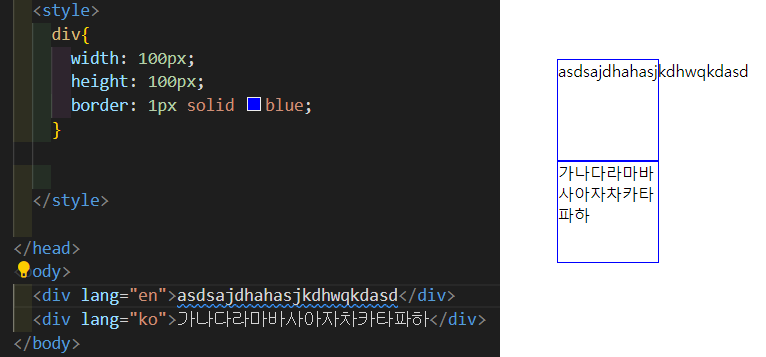 <style>
div{
width: 100px;
height: 100px;
border: 1px solid blue;
}
</style>
</head>
<body>
<div lang="en">asdsajdhahasjkdhwqkdasd</div>
<div lang="ko">가나다라마바사아자차카타파하</div>
</body>
asdsajdhahasjkdhwqkdasd
가나다라마바
사아자차카타
파하